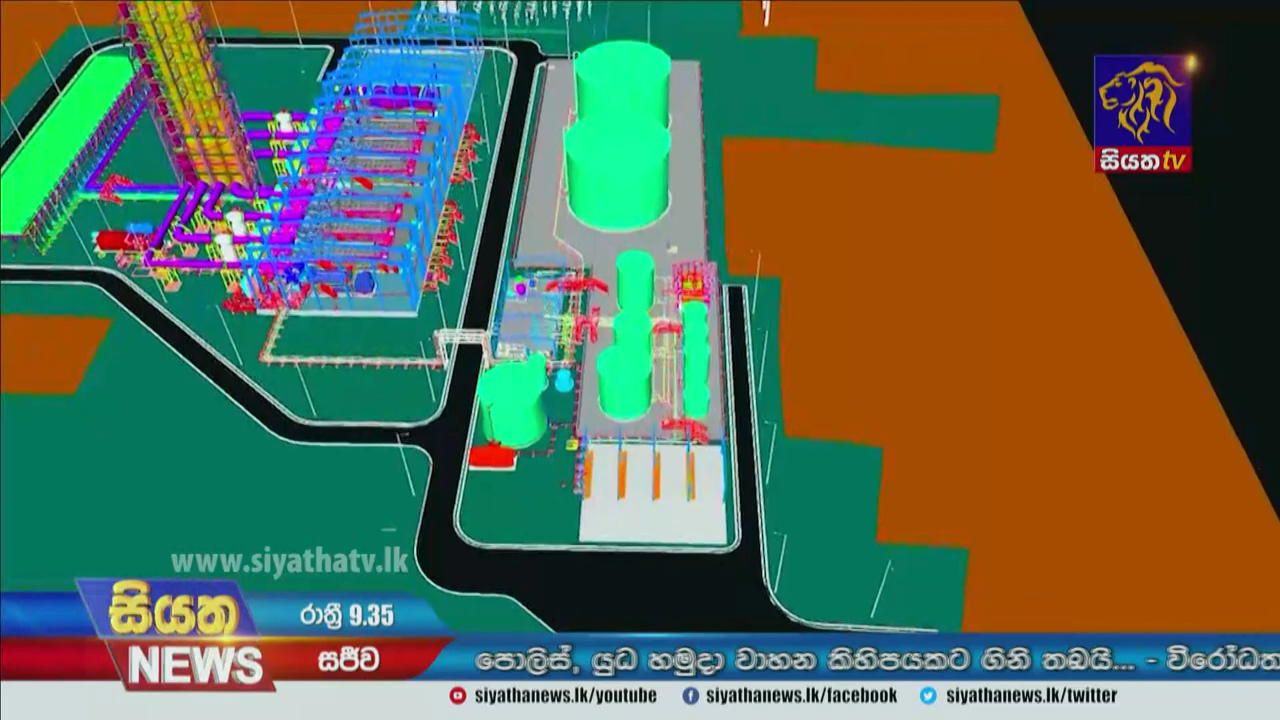 සියත tv
www.siyathatv.lk
සියත
NEWS
රාත්‍රී 9.35
සජීව
පොලිස්, යුධ හමුදා වාහන කිහිපයකට ගිනි තබයි... - විරෝධත
siyathanews.lk/youtube
siyathanews.lk/facebook
siyathanews.lk/twitter